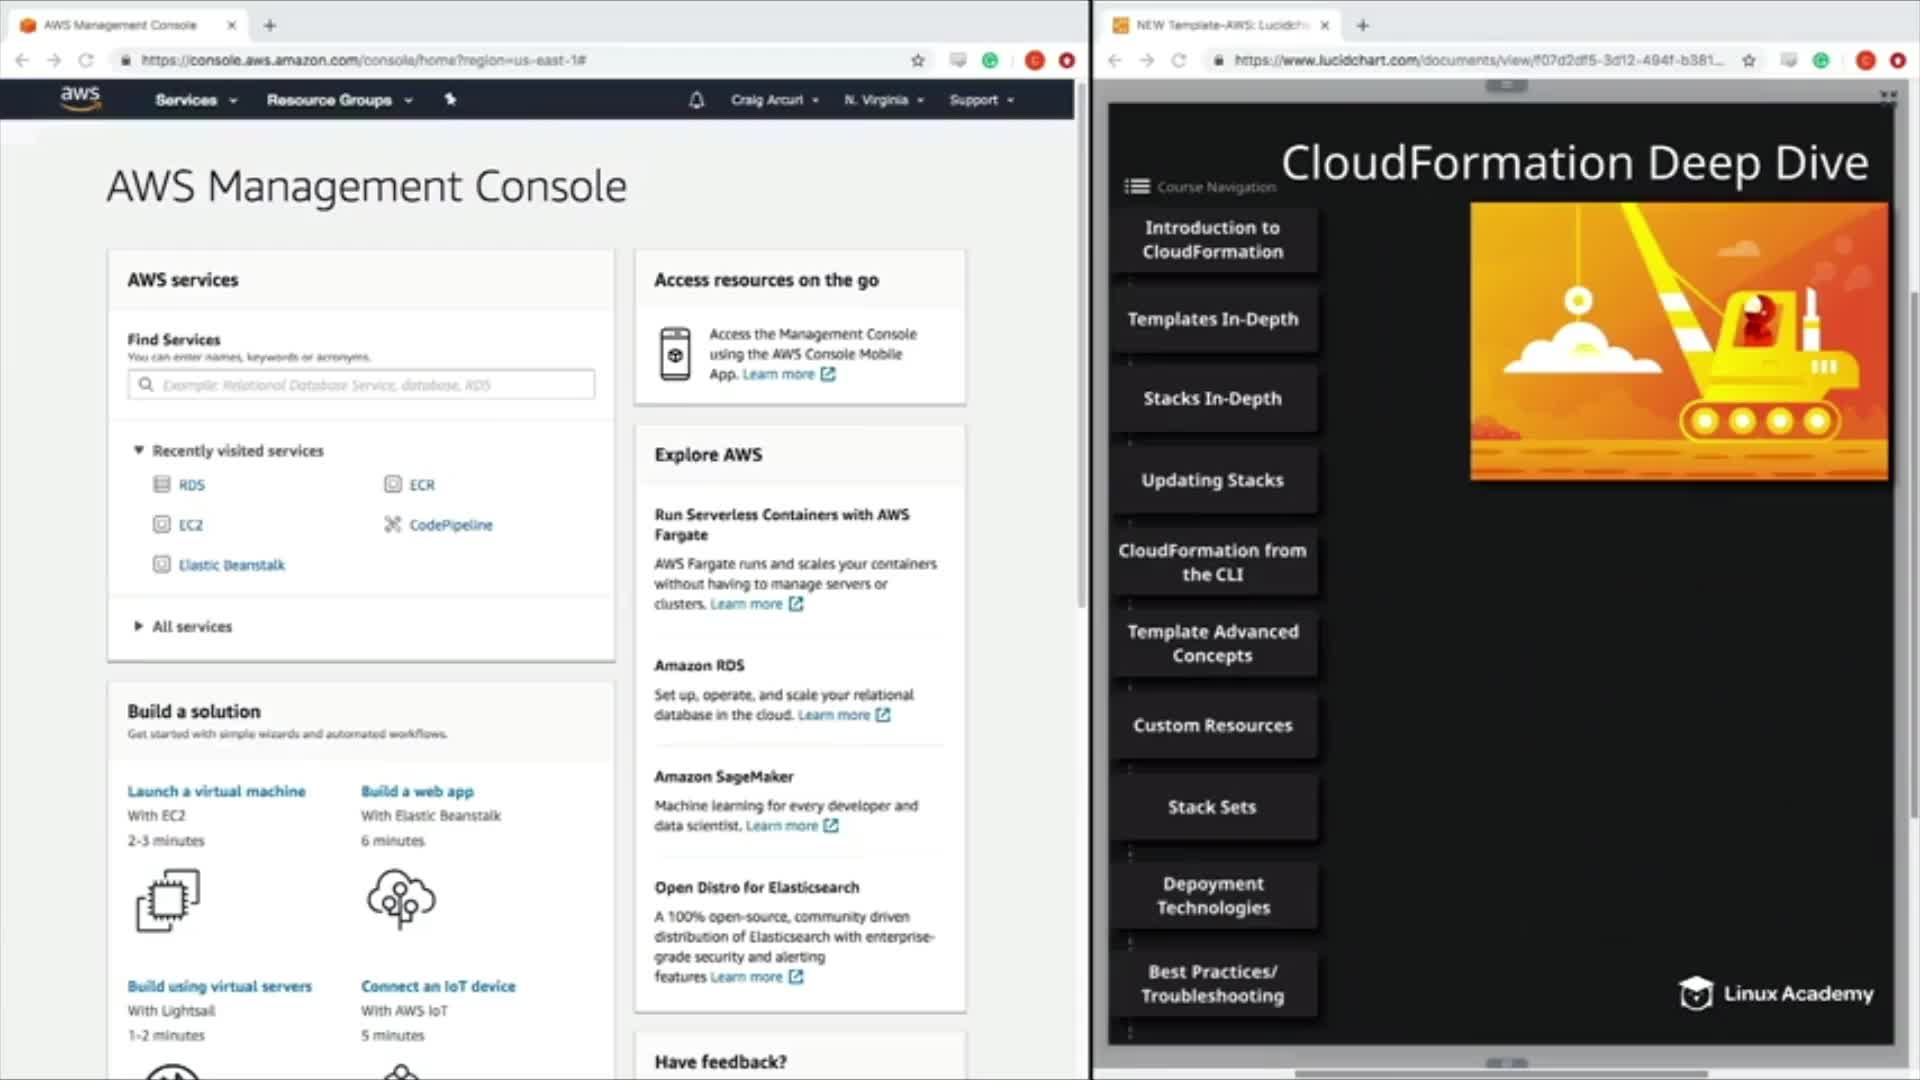 AWS Management Console
https://console.aws.amazon.com/console/home?region=us-east-1#
aws
Services
Resource Groups
Craig Arcuri
N. Virginia
Support
AWS Management Console
AWS services
Find Services
You can enter names, keywords or acronyms.
Example: Relational Database Service, database, RDS
Recently visited services
RDS
ECR
EC2
CodePipeline
Elastic Beanstalk
All services
Build a solution
Get started with simple wizards and automated workflows.
Launch a virtual machine
With EC2
2-3 minutes
Build a web app
With Elastic Beanstalk
6 minutes
Build using virtual servers
With Lightsail
1-2 minutes
Connect an IoT device
With AWS IoT
5 minutes
Access resources on the go
Access the Management Console
using the AWS Console Mobile
App. Learn more
Explore AWS
Run Serverless Containers with AWS
Fargate
AWS Fargate runs and scales your containers
without having to manage servers or
clusters. Learn more
Amazon RDS
Set up, operate, and scale your relational
database in the cloud. Learn more
Amazon SageMaker
Machine learning for every developer and
data scientist. Learn more
Open Distro for Elasticsearch
A 100% open-source, community driven
distribution of Elasticsearch with enterprise-
grade security and alerting
features Learn more
Have feedback?
NEW Template-AWS: Lucidch
https://www.lucidchart.com/documents/view/f07d2df5-3d12-494f-b381...
CloudFormation Deep Dive
Course Navigation
Introduction to
CloudFormation
Templates In-Depth
Stacks In-Depth
Updating Stacks
CloudFormation from
the CLI
Template Advanced
Concepts
Custom Resources
Stack Sets
Depoyment
Technologies
Best Practices/
Troubleshooting
Linux Academy